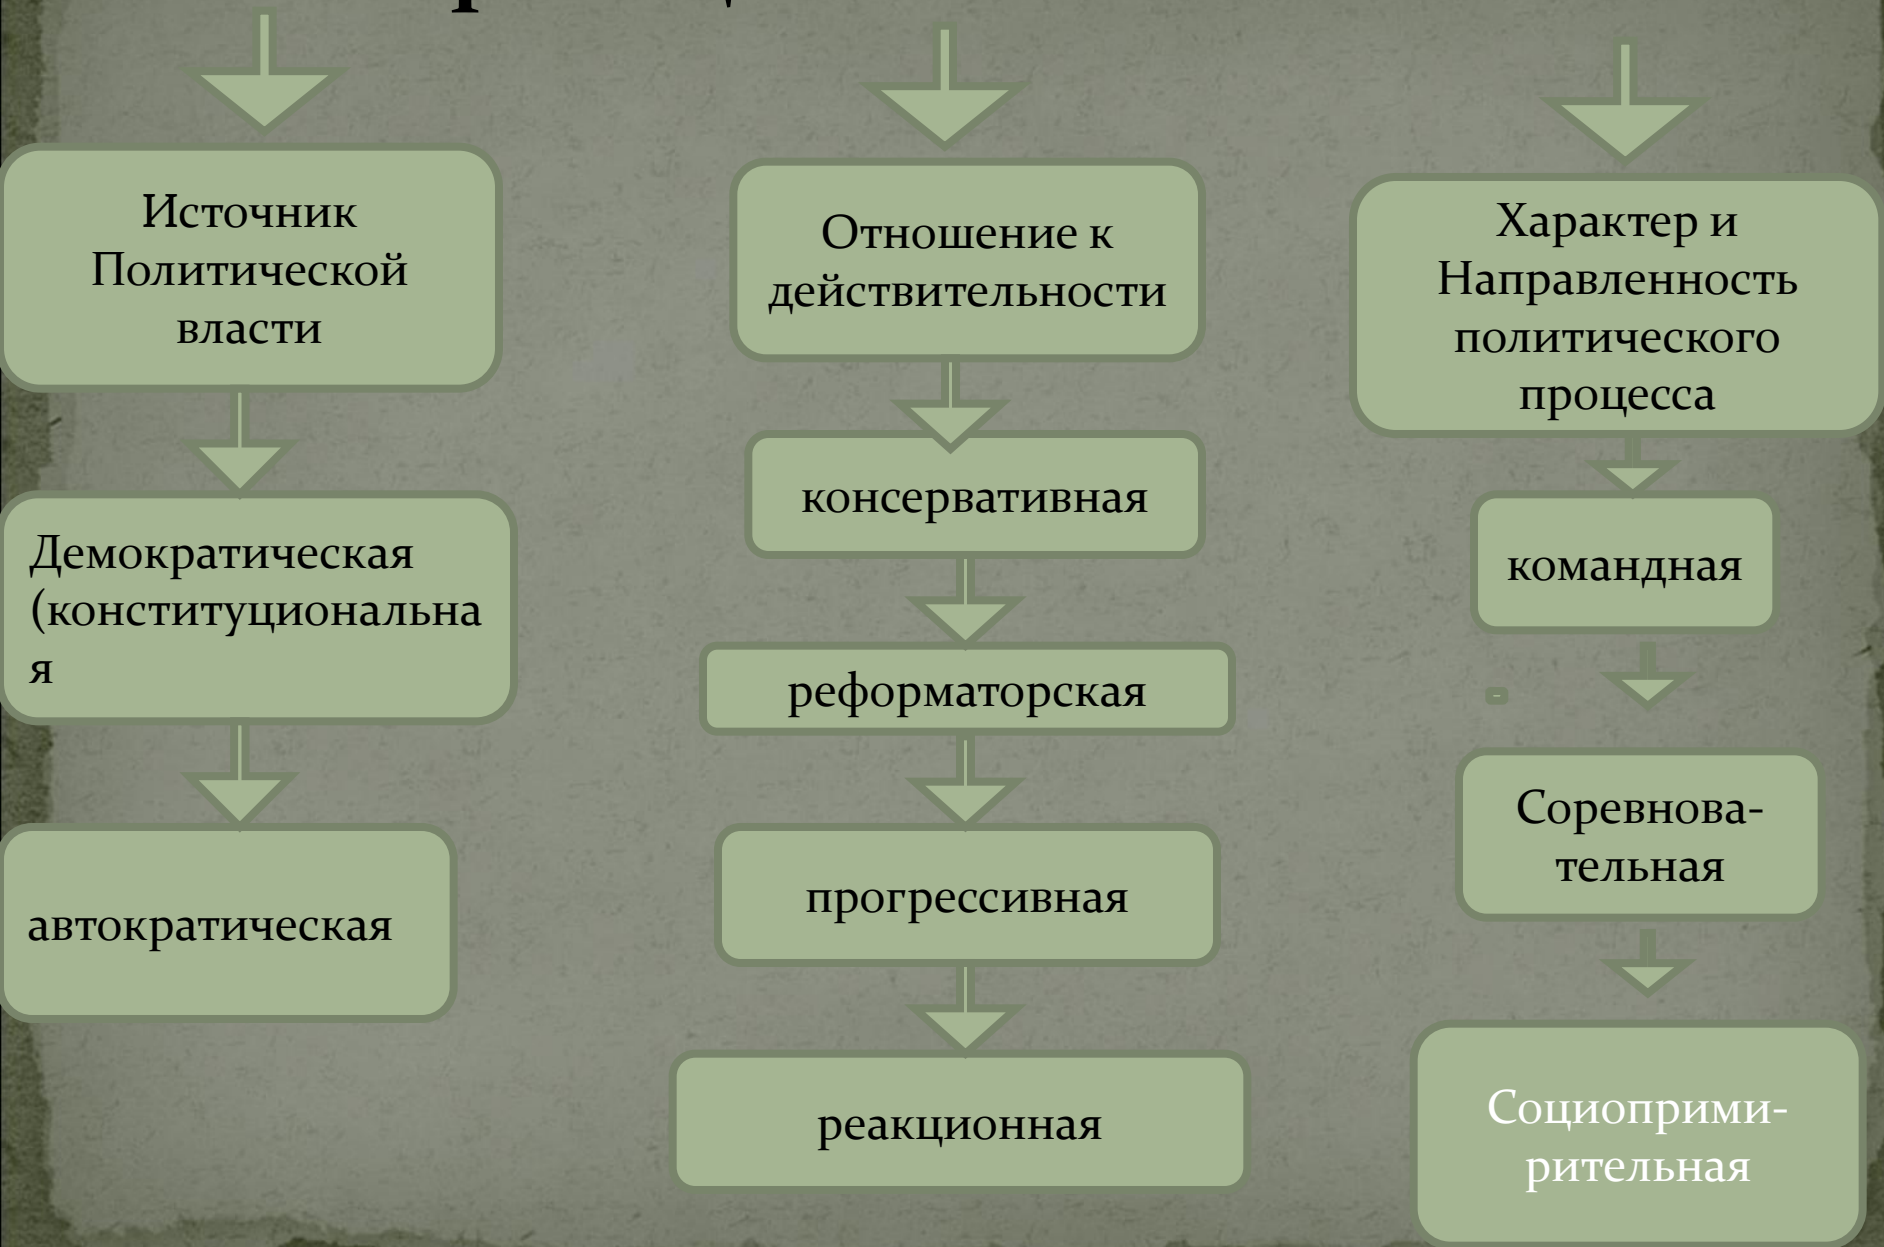 Источник
Политической
власти
Демократическая
(конституциональна
я
автократическая
Отношение к
действительности
консервативная
реформаторская
прогрессивная
реакционная
Характер и
Направленность
политического
процесса
командная
Соревнова-
тельная
Социоприми-
рительная